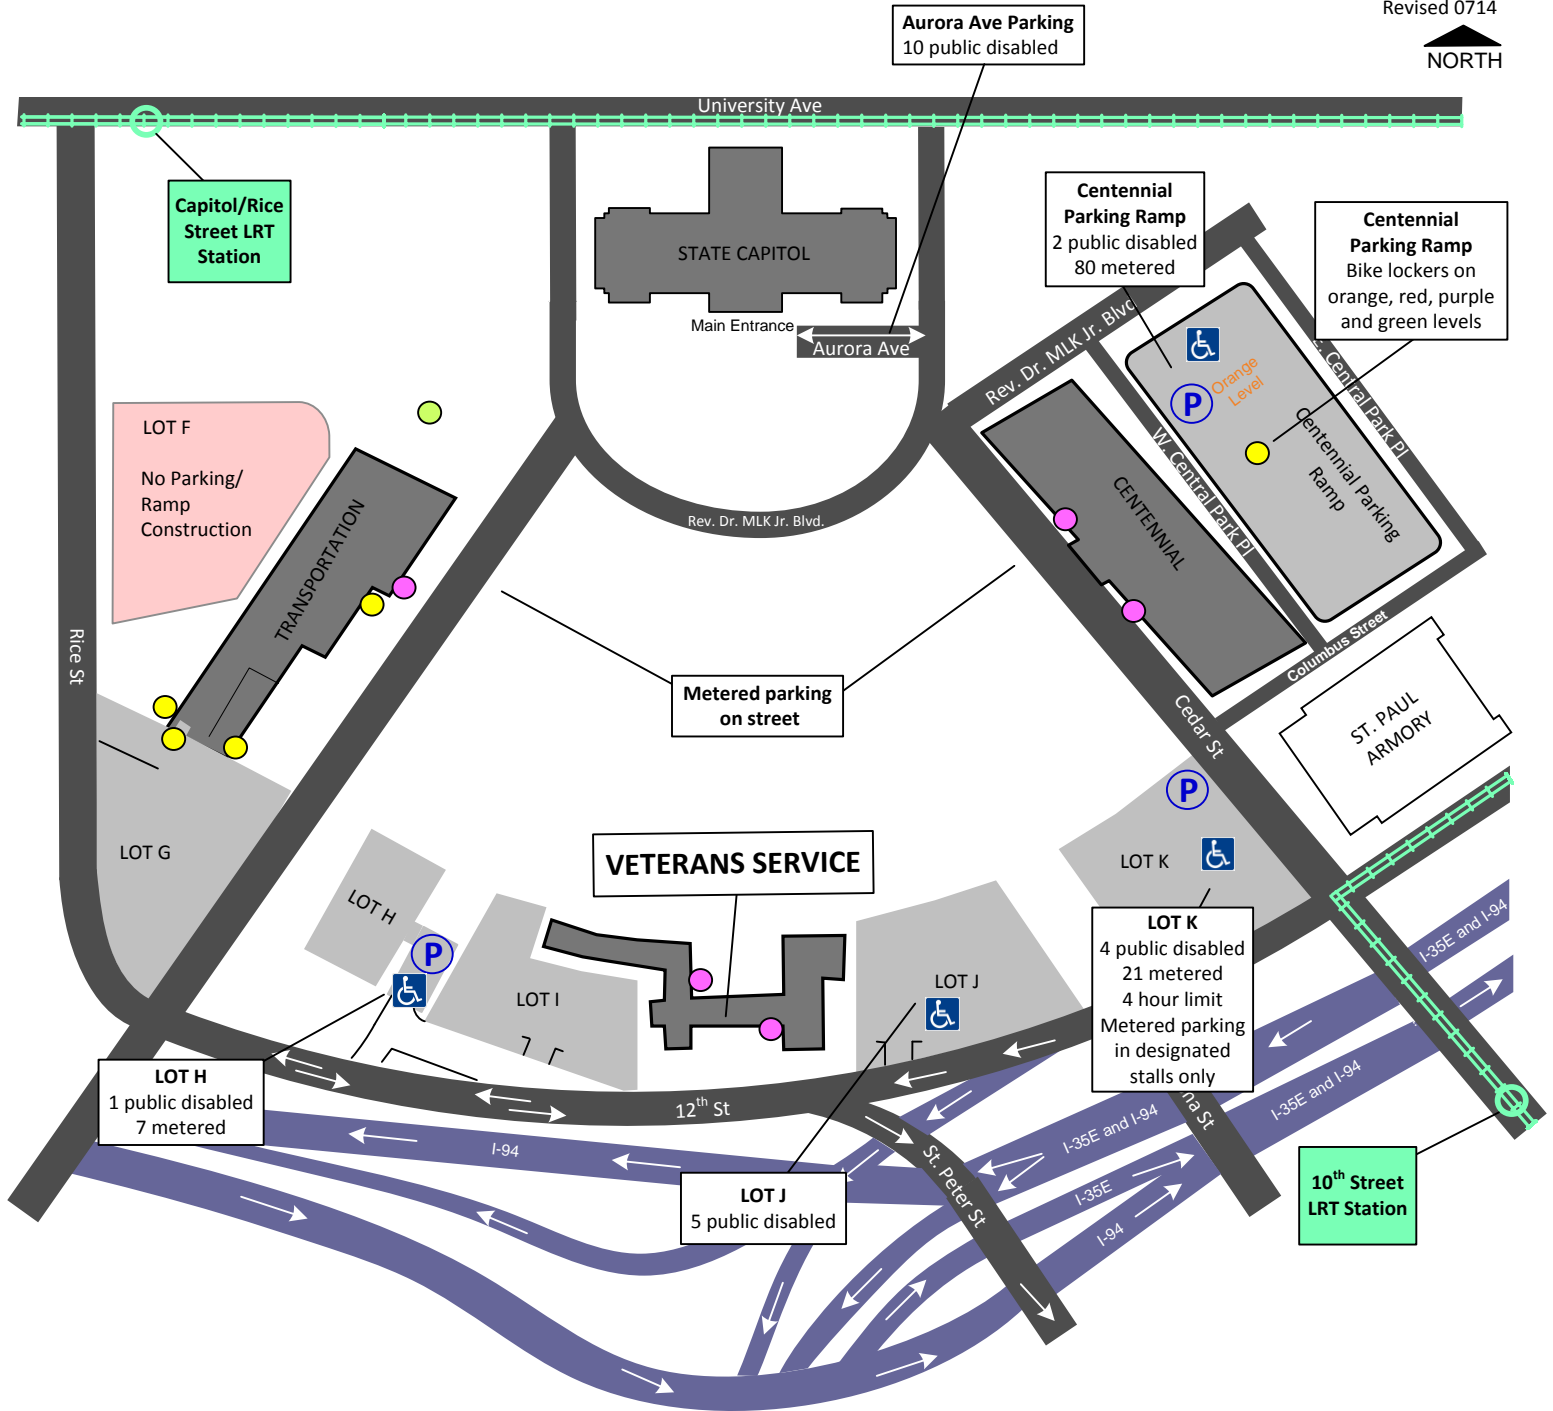 Revised 0714
NORTH
Aurora Ave Parking
10 public disabled
University Ave
Capitol/Rice
Street LRT
Station
STATE CAPITOL
Main Entrance
Aurora Ave
Centennial
Parking Ramp
2 public disabled
80 metered
Centennial
Parking Ramp
Bike lockers on
orange, red, purple
and green levels
Rev. Dr. MLK Jr. Blvd
Orange
Level
P
E. Central Park Pl
W. Central Park Pl
Centennial Parking
Ramp
CENTENNIAL
LOT F
No Parking/
Ramp
Construction
TRANSPORTATION
Rev. Dr. MLK Jr. Blvd.
Rice St
Metered parking
on street
Columbus Street
Cedar St
ST. PAUL
ARMORY
P
LOT K
LOT G
VETERANS SERVICE
LOT H
P
LOT I
LOT J
LOT K
4 public disabled
21 metered
4 hour limit
Metered parking
in designated
stalls only
I-35E and I-94
LOT H
1 public disabled
7 metered
12th St
I-94
I-35E and I-94
I-35E and I-94
na St
St. Peter St
I-35E
I-94
LOT J
5 public disabled
10th Street
LRT Station